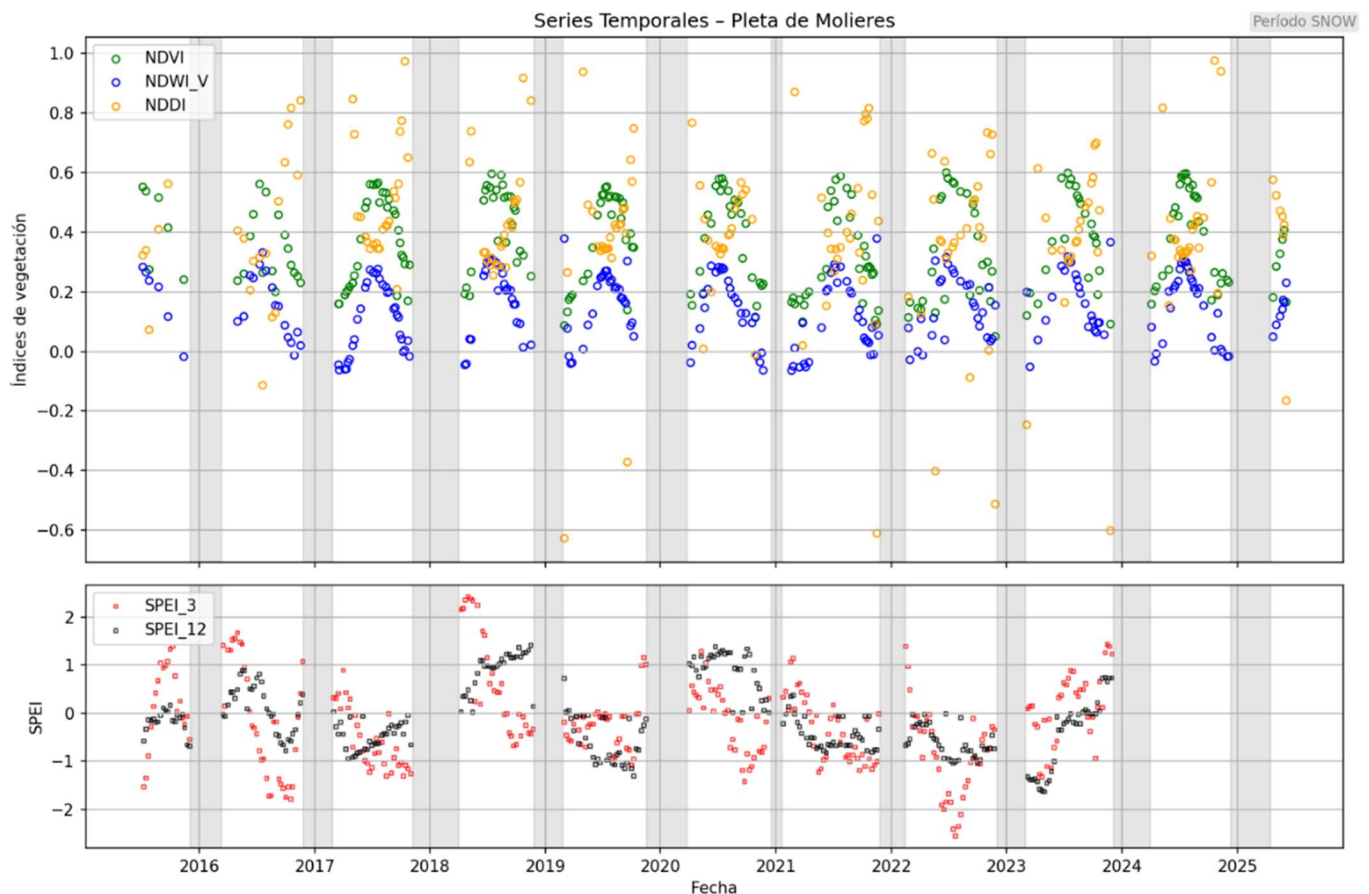 Series Temporales – Pleta de Molieres
Período SNOW
NDVI
NDWI_V
NDDI
Índices de vegetación
1.0
0.8
0.6
0.4
0.2
0.0
−0.2
−0.4
−0.6
SPEI_3
SPEI_12
SPEI
2
1
0
−1
−2
2016 2017 2018 2019 2020 2021 2022 2023 2024 2025
Fecha